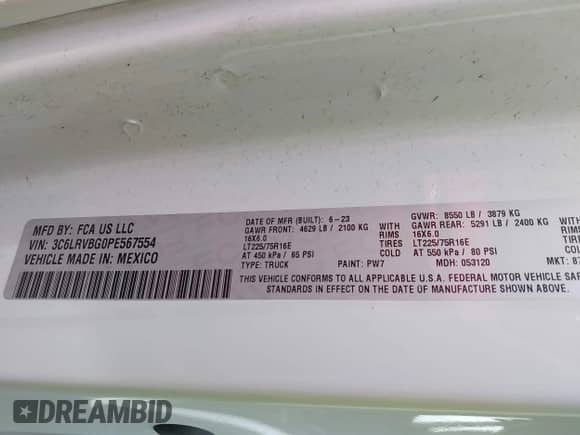 MFD BY: FCA US LLC
VIN: 3C6LRVBG0PE567554
VEHICLE MADE IN: MEXICO
DATE OF MFR (BUILT): 6-23
GAWR FRONT: 4629 LB / 2100 KG
16X6.0 RIMS
LT225/75R16E TIRES
AT 450 kPa / 65 PSI COLD
TYPE: TRUCK PAINT: PW7
GVWR: 8550 LB / 3879 KG
GAWR REAR: 5291 LB / 2400 KG
16X6.0 RIMS
LT225/75R16E
AT 550 kPa / 80 PSI
MDH: 053120 MKT:
THIS VEHICLE CONFORMS TO ALL APPLICABLE U.S.A. FEDERAL MOTOR VEHICLE
STANDARDS IN EFFECT ON THE DATE OF MANUFACTURE SHOWN ABOVE.
DREAMBID